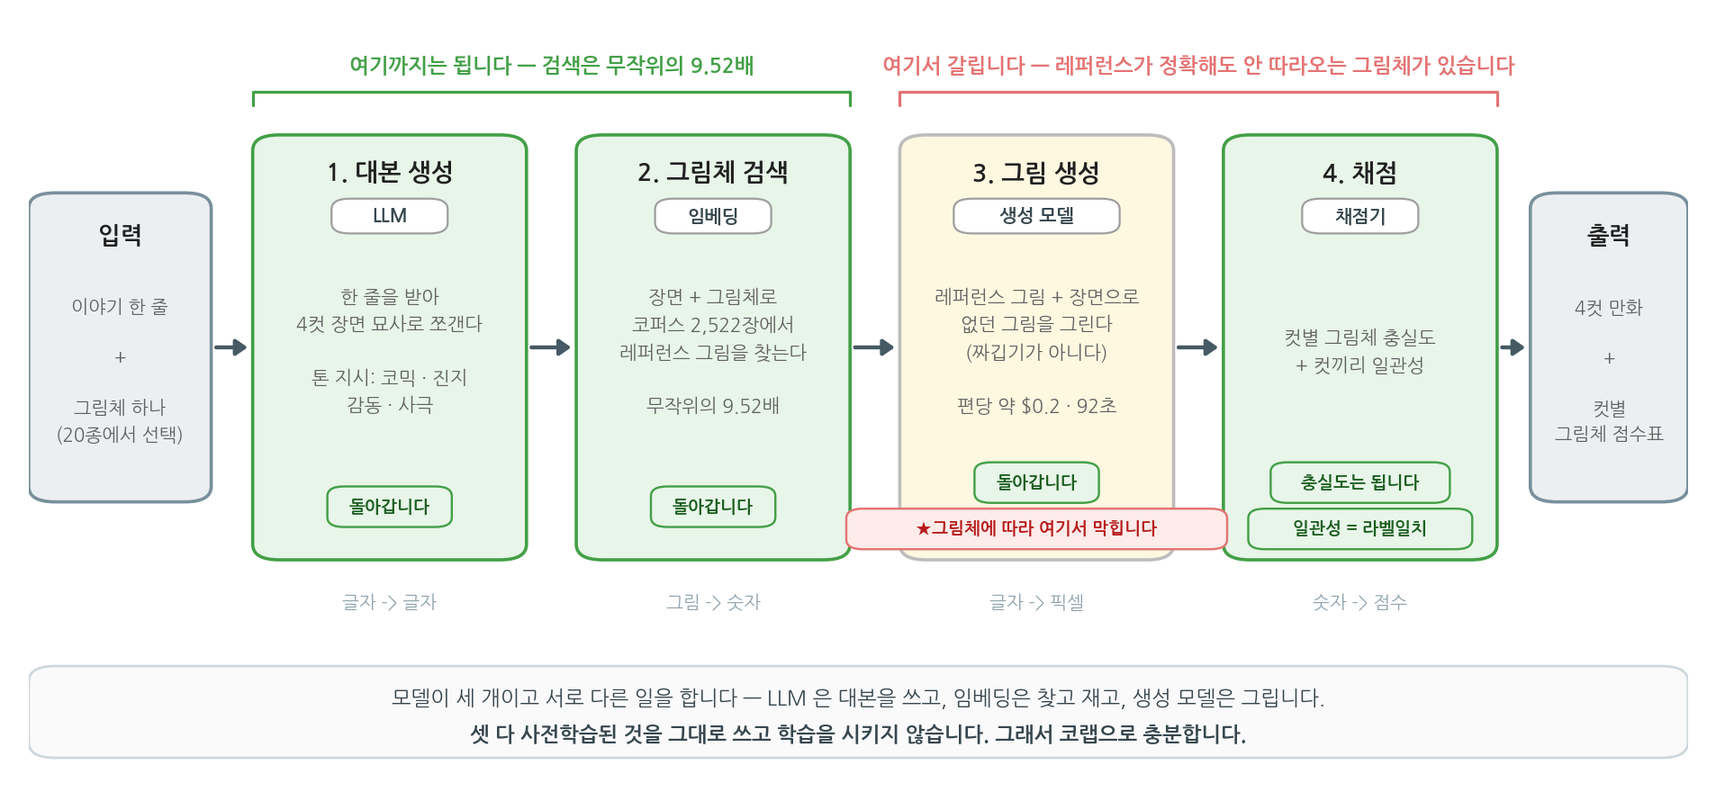 여기까지는 됩니다 — 검색은 무작위의 9.52배
여기서 갈립니다 — 레퍼런스가 정확해도 안 따라오는 그림체가 있습니다
입력
이야기 한 줄
+
그림체 하나
(20종에서 선택)
1. 대본 생성
LLM
한 줄을 받아
4컷 장면 묘사로 쪼갠다
톤 지시: 코믹 · 진지
감동 · 사극
돌아갑니다
글자 -> 글자
2. 그림체 검색
임베딩
장면 + 그림체로
코퍼스 2,522장에서
레퍼런스 그림을 찾는다
무작위의 9.52배
돌아갑니다
그림 -> 숫자
3. 그림 생성
생성 모델
레퍼런스 그림 + 장면으로
없던 그림을 그린다
(짜깁기가 아니다)
편당 약 $0.2 · 92초
돌아갑니다
★그림체에 따라 여기서 막힙니다
글자 -> 픽셀
4. 채점
채점기
컷별 그림체 충실도
+ 컷끼리 일관성
충실도는 됩니다
일관성 = 라벨일치
숫자 -> 점수
출력
4컷 만화
+
컷별
그림체 점수표
모델이 세 개이고 서로 다른 일을 합니다 — LLM 은 대본을 쓰고, 임베딩은 찾고 재고, 생성 모델은 그립니다.
셋 다 사전학습된 것을 그대로 쓰고 학습을 시키지 않습니다. 그래서 코랩으로 충분합니다.